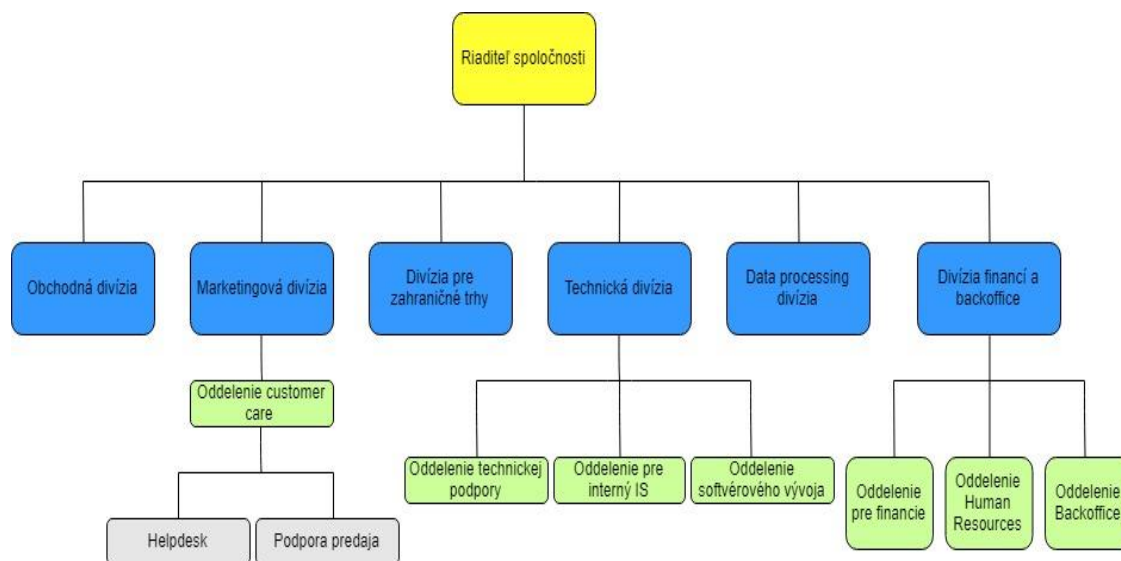 Riaditeľ spoločnosti
Obchodná divízia
Marketingová divízia
Divízia pre
zahraničné trhy
Technická divízia
Data processing
divízia
Divízia financí a
backoffice
Oddelenie customer
care
Oddelenie technickej
podpory
Oddelenie pre
interný IS
Oddelenie
softvérového vývoja
Oddelenie
pre financie
Oddelenie
Human
Resources
Oddelenie
Backoffice
Helpdesk
Podpora predaja